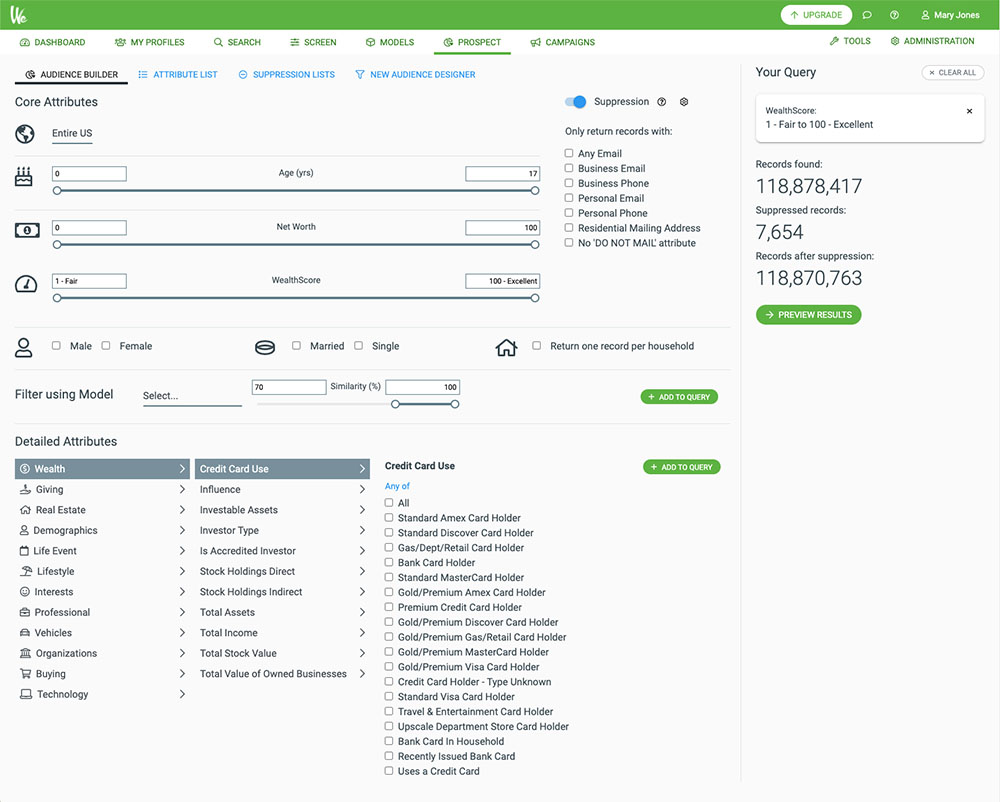 We
UPGRADE
Mary Jones
DASHBOARD
MY PROFILES
SEARCH
SCREEN
MODELS
PROSPECT
CAMPAIGNS
TOOLS
ADMINISTRATION
AUDIENCE BUILDER
ATTRIBUTE LIST
SUPPRESSION LISTS
NEW AUDIENCE DESIGNER
Core Attributes
Entire US
0
Age (yrs)
17
0
Net Worth
100
1 - Fair
WealthScore
100 - Excellent
Suppression
Only return records with:
Any Email
Business Email
Business Phone
Personal Email
Personal Phone
Residential Mailing Address
No 'DO NOT MAIL' attribute
Male
Female
Married
Single
Return one record per household
Filter using Model
Select...
70
Similarity (%)
100
+ ADD TO QUERY
Detailed Attributes
Wealth
Giving
Real Estate
Demographics
Life Event
Lifestyle
Interests
Professional
Vehicles
Organizations
Buying
Technology
Credit Card Use
Influence
Investable Assets
Investor Type
Is Accredited Investor
Stock Holdings Direct
Stock Holdings Indirect
Total Assets
Total Income
Total Stock Value
Total Value of Owned Businesses
Credit Card Use
+ ADD TO QUERY
Any of
All
Standard Amex Card Holder
Standard Discover Card Holder
Gas/Dept/Retail Card Holder
Bank Card Holder
Standard MasterCard Holder
Gold/Premium Amex Card Holder
Premium Credit Card Holder
Gold/Premium Discover Card Holder
Gold/Premium Gas/Retail Card Holder
Gold/Premium MasterCard Holder
Gold/Premium Visa Card Holder
Credit Card Holder - Type Unknown
Standard Visa Card Holder
Travel & Entertainment Card Holder
Upscale Department Store Card Holder
Bank Card In Household
Recently Issued Bank Card
Uses a Credit Card
Your Query
× CLEAR ALL
WealthScore:
1 - Fair to 100 - Excellent
Records found:
118,878,417
Suppressed records:
7,654
Records after suppression:
118,870,763
PREVIEW RESULTS